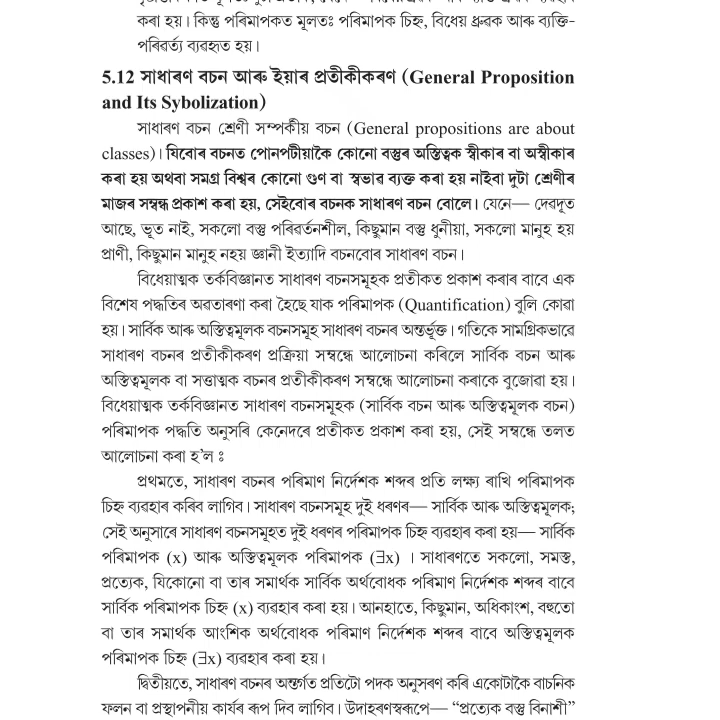 কৰা হয়। কিন্তু পৰিমাপকত মূলতঃ পৰিমাপক চিহ্ন, বিধেয় ধ্ৰুৱক আৰু ব্যক্তি-
পৰিৱৰ্ত্য ব্যৱহৃত হয়।
5.12 সাধাৰণ বচন আৰু ইয়াৰ প্ৰতীকীকৰণ (General Proposition
and Its Sybolization)
সাধাৰণ বচন শ্ৰেণী সম্পৰ্কীয় বচন (General propositions are about
classes)। যিবোৰ বচনত পোনপটীয়াকৈ কোনো বস্তুৰ অস্তিত্বক স্বীকাৰ বা অস্বীকাৰ
কৰা হয় অথবা সমগ্ৰ বিশ্বৰ কোনো গুণ বা স্বভাৱ ব্যক্ত কৰা হয় নাইবা দুটা শ্ৰেণীৰ
মাজৰ সম্বন্ধ প্ৰকাশ কৰা হয়, সেইবোৰ বচনক সাধাৰণ বচন বোলে। যেনে— দেৱদূত
আছে, ভূত নাই, সকলো বস্তু পৰিৱৰ্তনশীল, কিছুমান বস্তু ধুনীয়া, সকলো মানুহ হয়
প্ৰাণী, কিছুমান মানুহ নহয় জ্ঞানী ইত্যাদি বচনবোৰ সাধাৰণ বচন।
বিধেয়াত্মক তৰ্কবিজ্ঞানত সাধাৰণ বচনসমূহক প্ৰতীকত প্ৰকাশ কৰাৰ বাবে এক
বিশেষ পদ্ধতিৰ অৱতাৰণা কৰা হৈছে যাক পৰিমাপক (Quantification) বুলি কোৱা
হয়। সাৰ্বিক আৰু অস্তিত্বমূলক বচনসমূহ সাধাৰণ বচনৰ অন্তৰ্ভূক্ত। গতিকে সামগ্ৰিকভাৱে
সাধাৰণ বচনৰ প্ৰতীকীকৰণ প্ৰক্ৰিয়া সম্বন্ধে আলোচনা কৰিলে সাৰ্বিক বচন আৰু
অস্তিত্বমূলক বা সত্তাত্মক বচনৰ প্ৰতীকীকৰণ সম্বন্ধে আলোচনা কৰাকে বুজোৱা হয়।
বিধেয়াত্মক তৰ্কবিজ্ঞানত সাধাৰণ বচনসমূহক (সাৰ্বিক বচন আৰু অস্তিত্বমূলক বচন)
পৰিমাপক পদ্ধতি অনুসৰি কেনেদৰে প্ৰতীকত প্ৰকাশ কৰা হয়, সেই সম্বন্ধে তলত
আলোচনা কৰা হ'ল ঃ
প্ৰথমতে, সাধাৰণ বচনৰ পৰিমাণ নিৰ্দেশক শব্দৰ প্ৰতি লক্ষ্য ৰাখি পৰিমাপক
চিহ্ন ব্যৱহাৰ কৰিব লাগিব। সাধাৰণ বচনসমূহ দুই ধৰণৰ— সাৰ্বিক আৰু অস্তিত্বমূলক;
সেই অনুসাৰে সাধাৰণ বচনসমূহত দুই ধৰণৰ পৰিমাপক চিহ্ন ব্যৱহাৰ কৰা হয়— সাৰ্বিক
পৰিমাপক (x) আৰু অস্তিত্বমূলক পৰিমাপক (∃x) । সাধাৰণতে সকলো, সমস্ত,
প্ৰত্যেক, যিকোনো বা তাৰ সমাৰ্থক সাৰ্বিক অৰ্থবোধক পৰিমাণ নিৰ্দেশক শব্দৰ বাবে
সাৰ্বিক পৰিমাপক চিহ্ন (x) ব্যৱহাৰ কৰা হয়। আনহাতে, কিছুমান, অধিকাংশ, বহুতো
বা তাৰ সমাৰ্থক আংশিক অৰ্থবোধক পৰিমাণ নিৰ্দেশক শব্দৰ বাবে অস্তিত্বমূলক
পৰিমাপক চিহ্ন (∃x) ব্যৱহাৰ কৰা হয়।
দ্বিতীয়তে, সাধাৰণ বচনৰ অন্তৰ্গত প্ৰতিটো পদক অনুসৰণ কৰি একোটাকৈ বাচনিক
ফলন বা প্ৰস্থাপনীয় কাৰ্যৰ ৰূপ দিব লাগিব। উদাহৰণস্বৰূপে— “প্ৰত্যেক বস্তু বিনাশী”